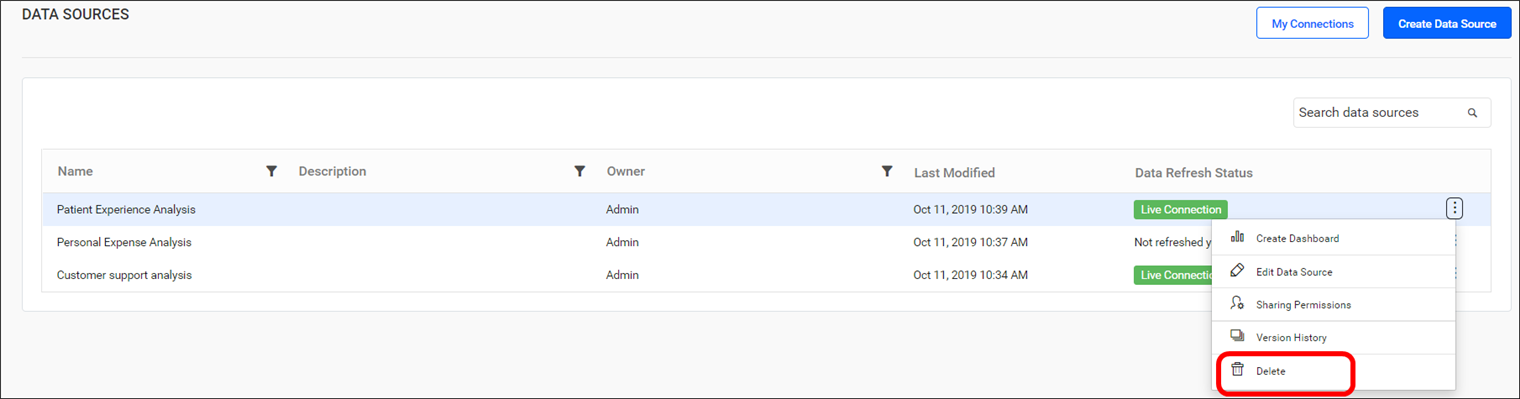 DATA SOURCES
My Connections
Create Data Source
Search data sources
Name Description Owner Last Modified Data Refresh Status
Patient Experience Analysis Admin Oct 11, 2019 10:39 AM Live Connection
Personal Expense Analysis Admin Oct 11, 2019 10:37 AM Not refreshed y
Customer support analysis Admin Oct 11, 2019 10:34 AM Live Connectio
Create Dashboard
Edit Data Source
Sharing Permissions
Version History
Delete